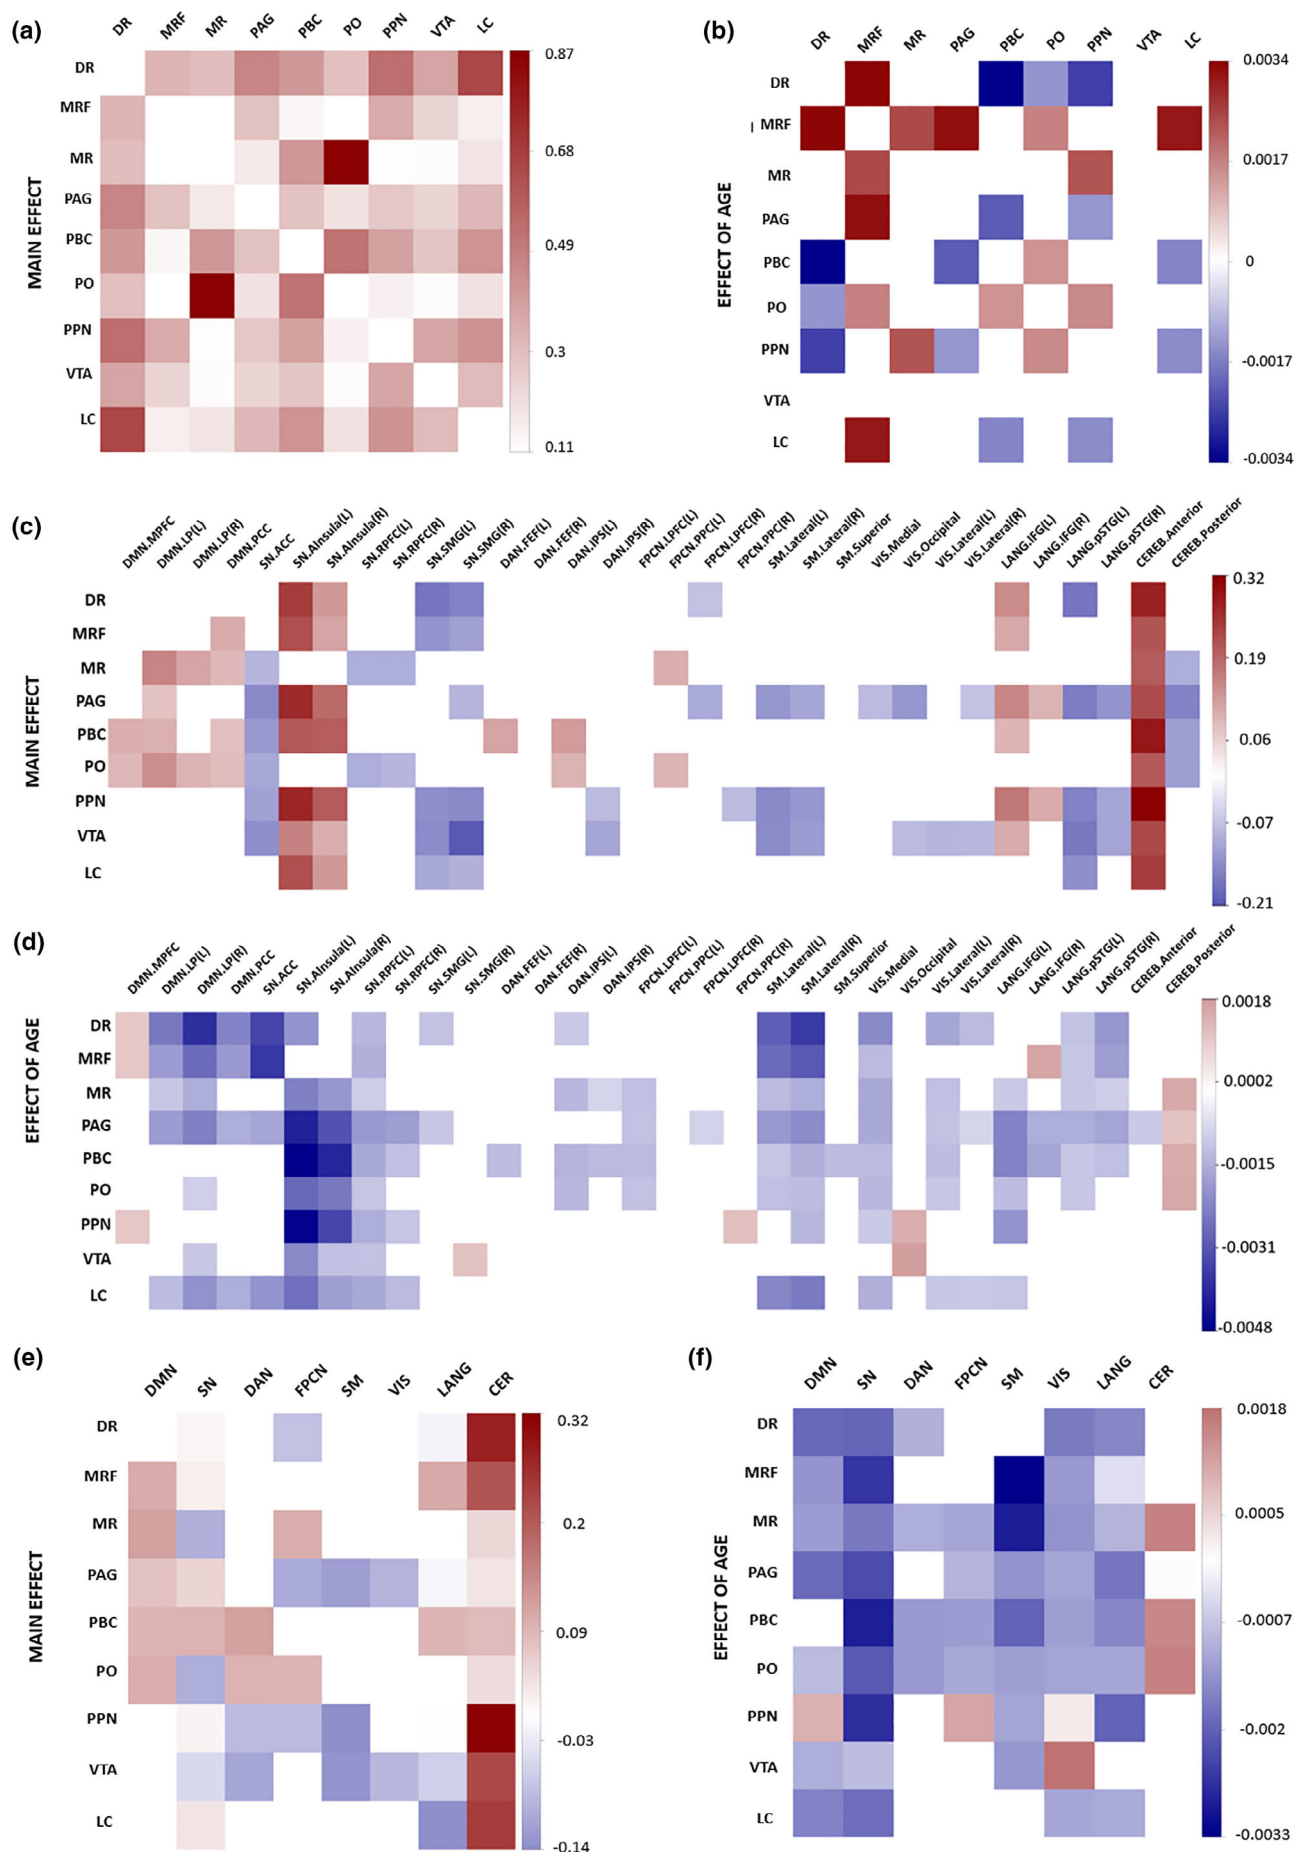 (a)
DR MRF MR PAG PBC PO PPN VTA LC
MAIN EFFECT
DR
MRF
MR
PAG
PBC
PO
PPN
VTA
LC
0.87
0.68
0.49
0.3
0.11
(b)
DR MRF MR PAG PBC PO PPN VTA LC
EFFECT OF AGE
DR
MRF
MR
PAG
PBC
PO
PPN
VTA
LC
0.0034
0.0017
0
-0.0017
-0.0034
(c)
DMN.MPFC DMN.LP(L) DMN.LP(R) DMN.PCC SN.ACC SN.AInsula(L) SN.AInsula(R) SN.RPFC(L) SN.RPFC(R) SN.SMG(L) SN.SMG(R) DAN.FEF(L) DAN.FEF(R) DAN.IPS(L) DAN.IPS(R) FPCN.LPFC(L) FPCN.PPC(L) FPCN.LPFC(R) FPCN.PPC(R) SM.Lateral(L) SM.Lateral(R) SM.Superior VIS.Medial VIS.Occipital VIS.Lateral(L) VIS.Lateral(R) LANG.IFG(L) LANG.IFG(R) LANG.pSTG(L) LANG.pSTG(R) CEREB.Anterior CEREB.Posterior
MAIN EFFECT
DR
MRF
MR
PAG
PBC
PO
PPN
VTA
LC
0.32
0.19
0.06
-0.07
-0.21
(d)
DMN.MPFC DMN.LP(L) DMN.LP(R) DMN.PCC SN.ACC SN.AInsula(L) SN.AInsula(R) SN.RPFC(L) SN.RPFC(R) SN.SMG(L) SN.SMG(R) DAN.FEF(L) DAN.FEF(R) DAN.IPS(L) DAN.IPS(R) FPCN.LPFC(L) FPCN.PPC(L) FPCN.LPFC(R) FPCN.PPC(R) SM.Lateral(L) SM.Lateral(R) SM.Superior VIS.Medial VIS.Occipital VIS.Lateral(L) VIS.Lateral(R) LANG.IFG(L) LANG.IFG(R) LANG.pSTG(L) LANG.pSTG(R) CEREB.Anterior CEREB.Posterior
EFFECT OF AGE
DR
MRF
MR
PAG
PBC
PO
PPN
VTA
LC
0.0018
0.0002
-0.0015
-0.0031
-0.0048
(e)
DMN SN DAN FPCN SM VIS LANG CER
MAIN EFFECT
DR
MRF
MR
PAG
PBC
PO
PPN
VTA
LC
0.32
0.2
0.09
-0.03
-0.14
(f)
DMN SN DAN FPCN SM VIS LANG CER
EFFECT OF AGE
DR
MRF
MR
PAG
PBC
PO
PPN
VTA
LC
0.0018
0.0005
-0.0007
-0.002
-0.0033